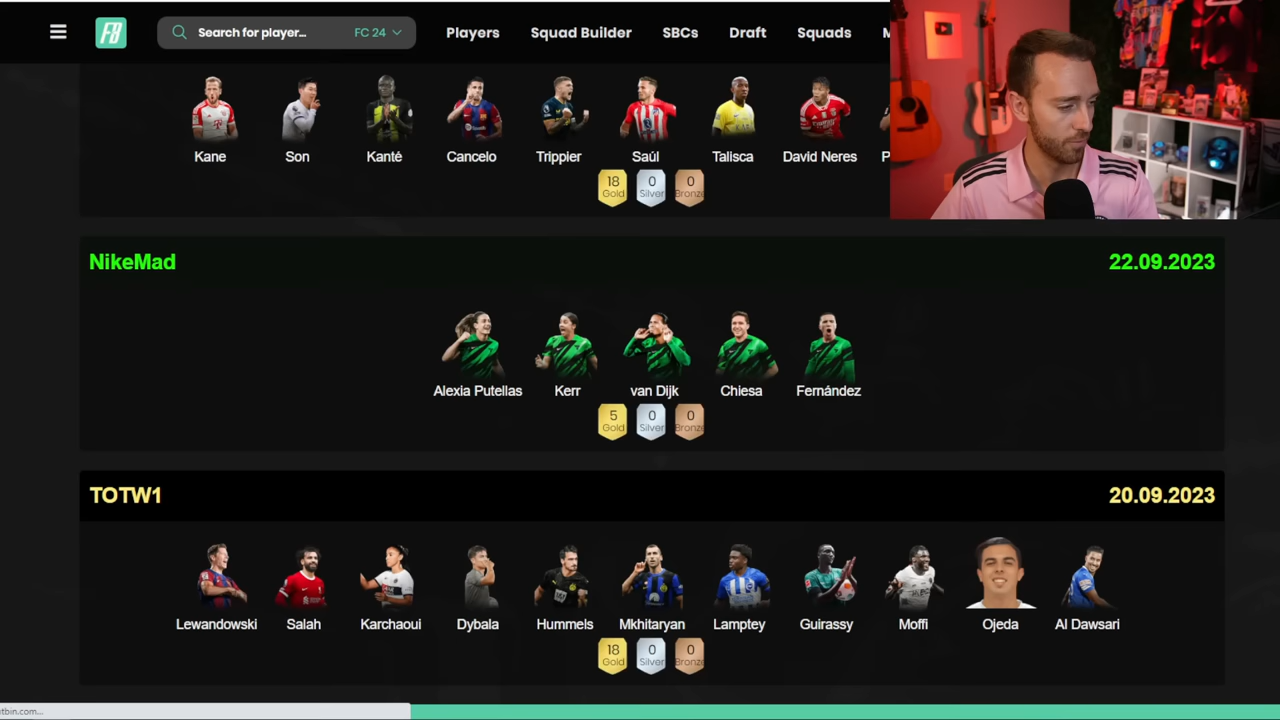 FB
Search for player...
FC 24
Players
Squad Builder
SBCs
Draft
Squads
Kane
Son
Kanté
Cancelo
Trippier
Saúl
Talisca
David Neres
18 Gold
0 Silver
0 Bronze
NikeMad
22.09.2023
Alexia Putellas
Kerr
van Dijk
Chiesa
Fernández
5 Gold
0 Silver
0 Bronze
TOTW1
20.09.2023
Lewandowski
Salah
Karchaoui
Dybala
Hummels
Mkhitaryan
Lamptey
Guirassy
Moffi
Ojeda
Al Dawsari
18 Gold
0 Silver
0 Bronze
tbin.com...